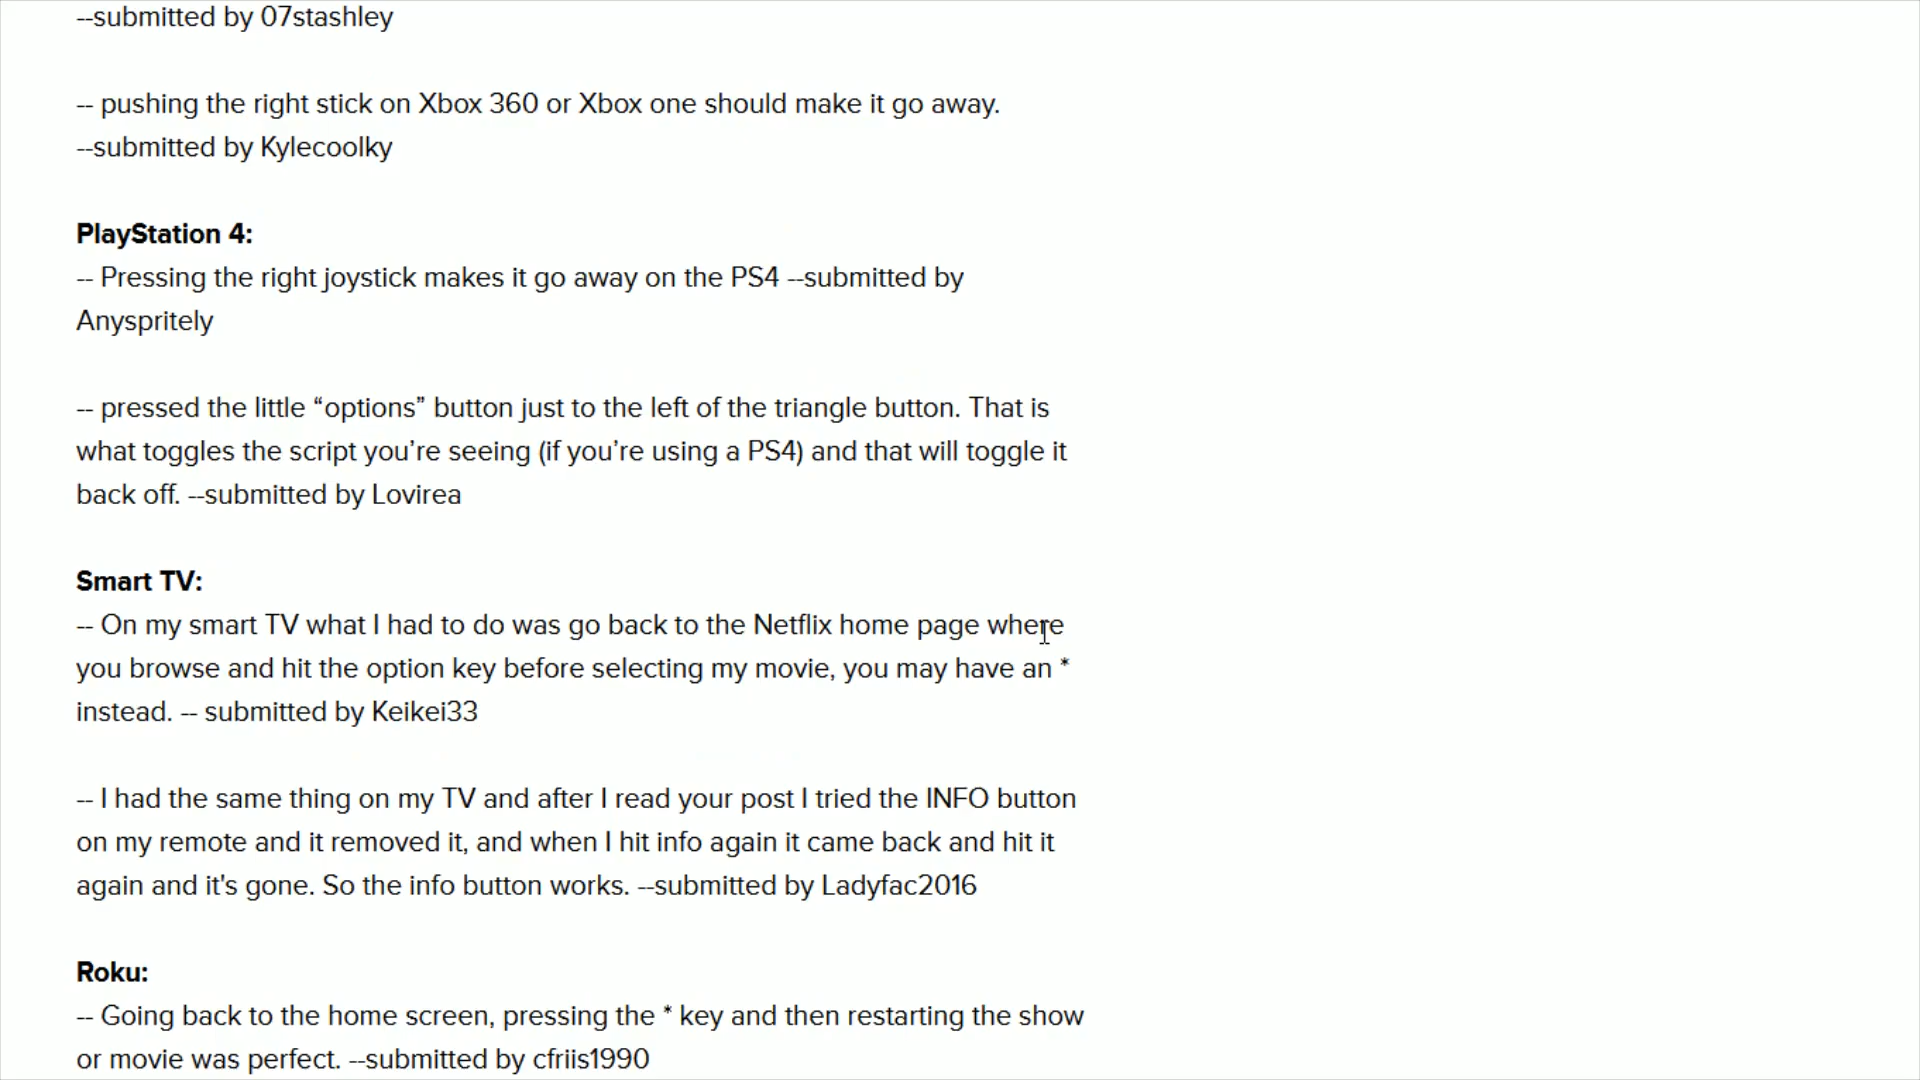 --submitted by 07stashley
-- pushing the right stick on Xbox 360 or Xbox one should make it go away.
--submitted by Kylecoolky
PlayStation 4:
-- Pressing the right joystick makes it go away on the PS4 --submitted by
Anyspritely
-- pressed the little “options” button just to the left of the triangle button. That is
what toggles the script you’re seeing (if you’re using a PS4) and that will toggle it
back off. --submitted by Lovirea
Smart TV:
-- On my smart TV what I had to do was go back to the Netflix home page where
you browse and hit the option key before selecting my movie, you may have an *
instead. -- submitted by Keikei33
-- I had the same thing on my TV and after I read your post I tried the INFO button
on my remote and it removed it, and when I hit info again it came back and hit it
again and it's gone. So the info button works. --submitted by Ladyfac2016
Roku:
-- Going back to the home screen, pressing the * key and then restarting the show
or movie was perfect. --submitted by cfriis1990